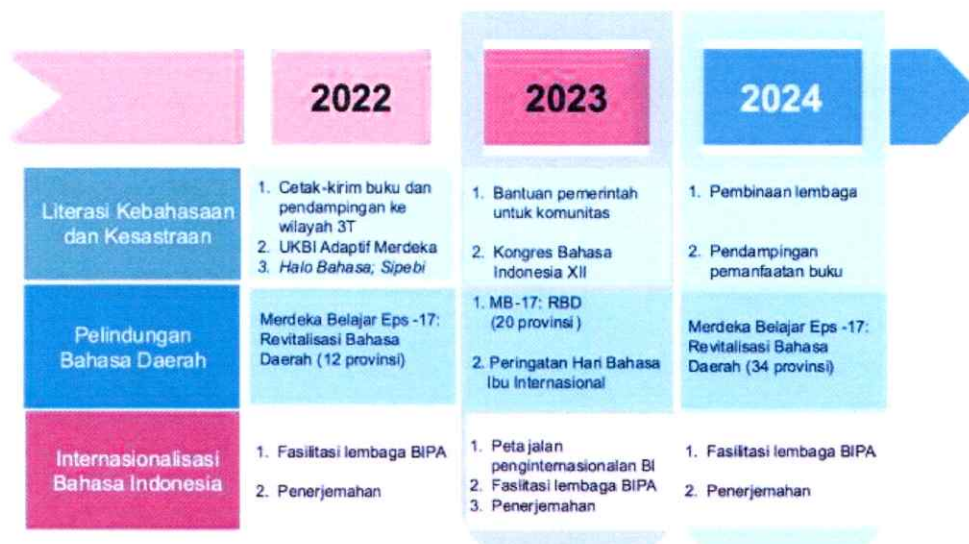 2022
2023
2024
Literasi Kebahasaan
dan Kesastraan
1. Cetak-kirim buku dan
pendampingan ke
wilayah 3T
2. UKBI Adaptif Merdeka
3. Halo Bahasa; Sipebi
1. Bantuan pemerintah
untuk komunitas
2. Kongres Bahasa
Indonesia XII
1. Pembinaan lembaga
2. Pendampingan
pemanfaatan buku
Pelindungan
Bahasa Daerah
Merdeka Belajar Eps -17:
Revitalisasi Bahasa
Daerah (12 provinsi)
1. MB-17: RBD
(20 provinsi )
2. Peringatan Hari Bahasa
Ibu Internasional
Merdeka Belajar Eps -17:
Revitalisasi Bahasa
Daerah (34 provinsi)
Internasionalisasi
Bahasa Indonesia
1. Fasilitasi lembaga BIPA
2. Penerjemahan
1. Peta jalan
penginternasionalan BI
2. Faslitasi lembaga BIPA
3. Penerjemahan
1. Fasilitasi lembaga BIPA
2. Penerjemahan